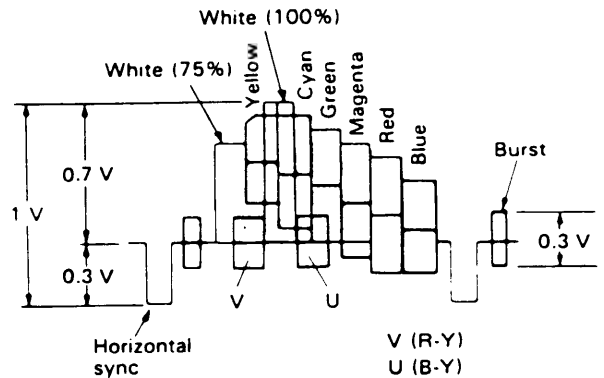 White (100%)
White (75%)
Yellow
Cyan
Green
Magenta
Red
Blue
Burst
0.7 V
1 V
0.3 V
0.3 V
V
U
Horizontal
sync
V (R-Y)
U (B-Y)